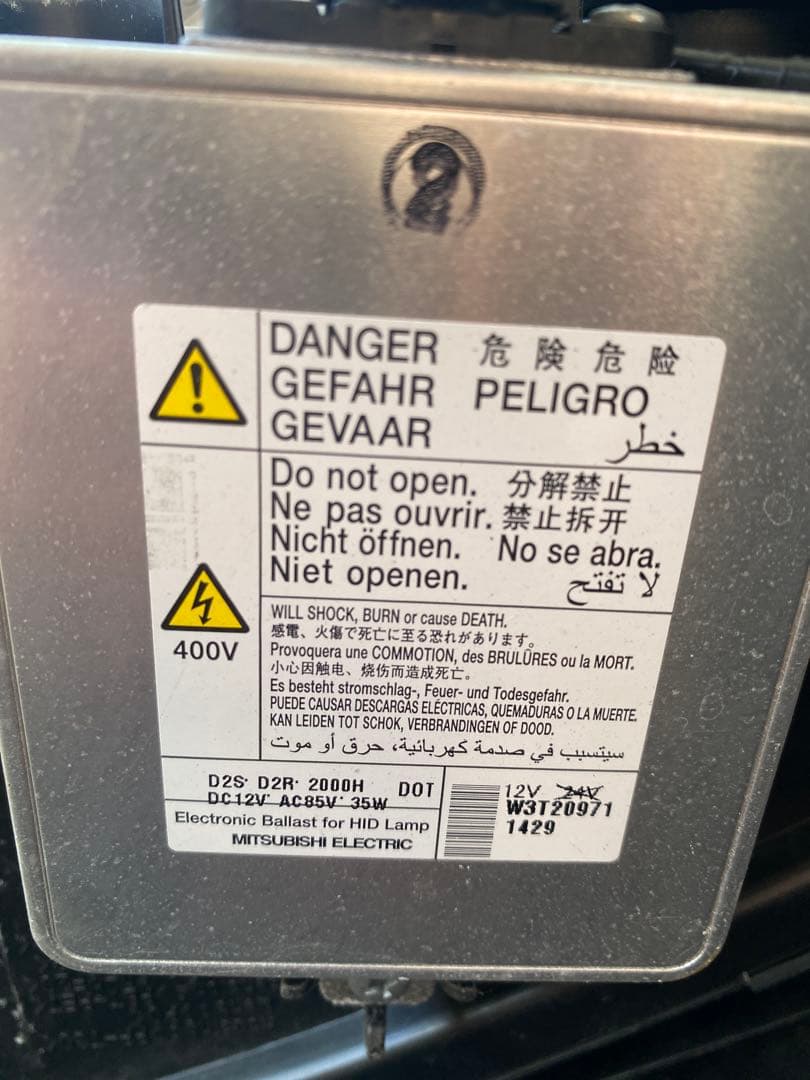 2
DANGER 危険 危险
GEFAHR PELIGRO
GEVAAR خطر
Do not open. 分解禁止
Ne pas ouvrir. 禁止拆开
Nicht öffnen. No se abra.
Niet openen. لا تفتح
400V
WILL SHOCK, BURN or cause DEATH.
感電、火傷で死亡に至る恐れがあります。
Provoquera une COMMOTION, des BRULÛRES ou la MORT.
小心因触电、烧伤而造成死亡。
Es besteht stromschlag-, Feuer- und Todesgefahr.
PUEDE CAUSAR DESCARGAS ELÉCTRICAS, QUEMADURAS O LA MUERTE.
KAN LEIDEN TOT SCHOK, VERBRANDINGEN OF DOOD.
سيتسبب في صدمة كهربائية، حرق أو موت
D2S· D2R· 2000H DOT
DC12V· AC85V· 35W
Electronic Ballast for HID Lamp
MITSUBISHI ELECTRIC
12V 24V
W3T20971
1429